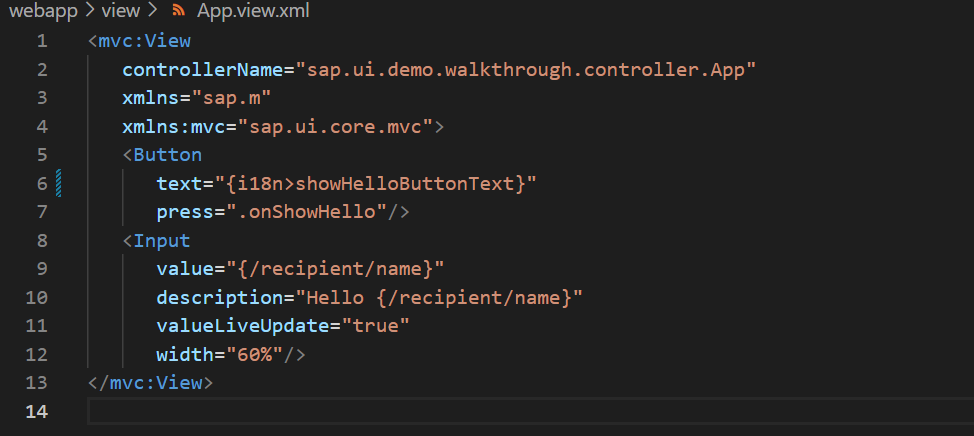 webapp > view > App.view.xml
1 <mvc:View
2 controllerName="sap.ui.demo.walkthrough.controller.App"
3 xmlns="sap.m"
4 xmlns:mvc="sap.ui.core.mvc">
5 <Button
6 text="{i18n>showHelloButtonText}"
7 press=".onShowHello"/>
8 <Input
9 value="{/recipient/name}"
10 description="Hello {/recipient/name}"
11 valueLiveUpdate="true"
12 width="60%"/>
13 </mvc:View>
14